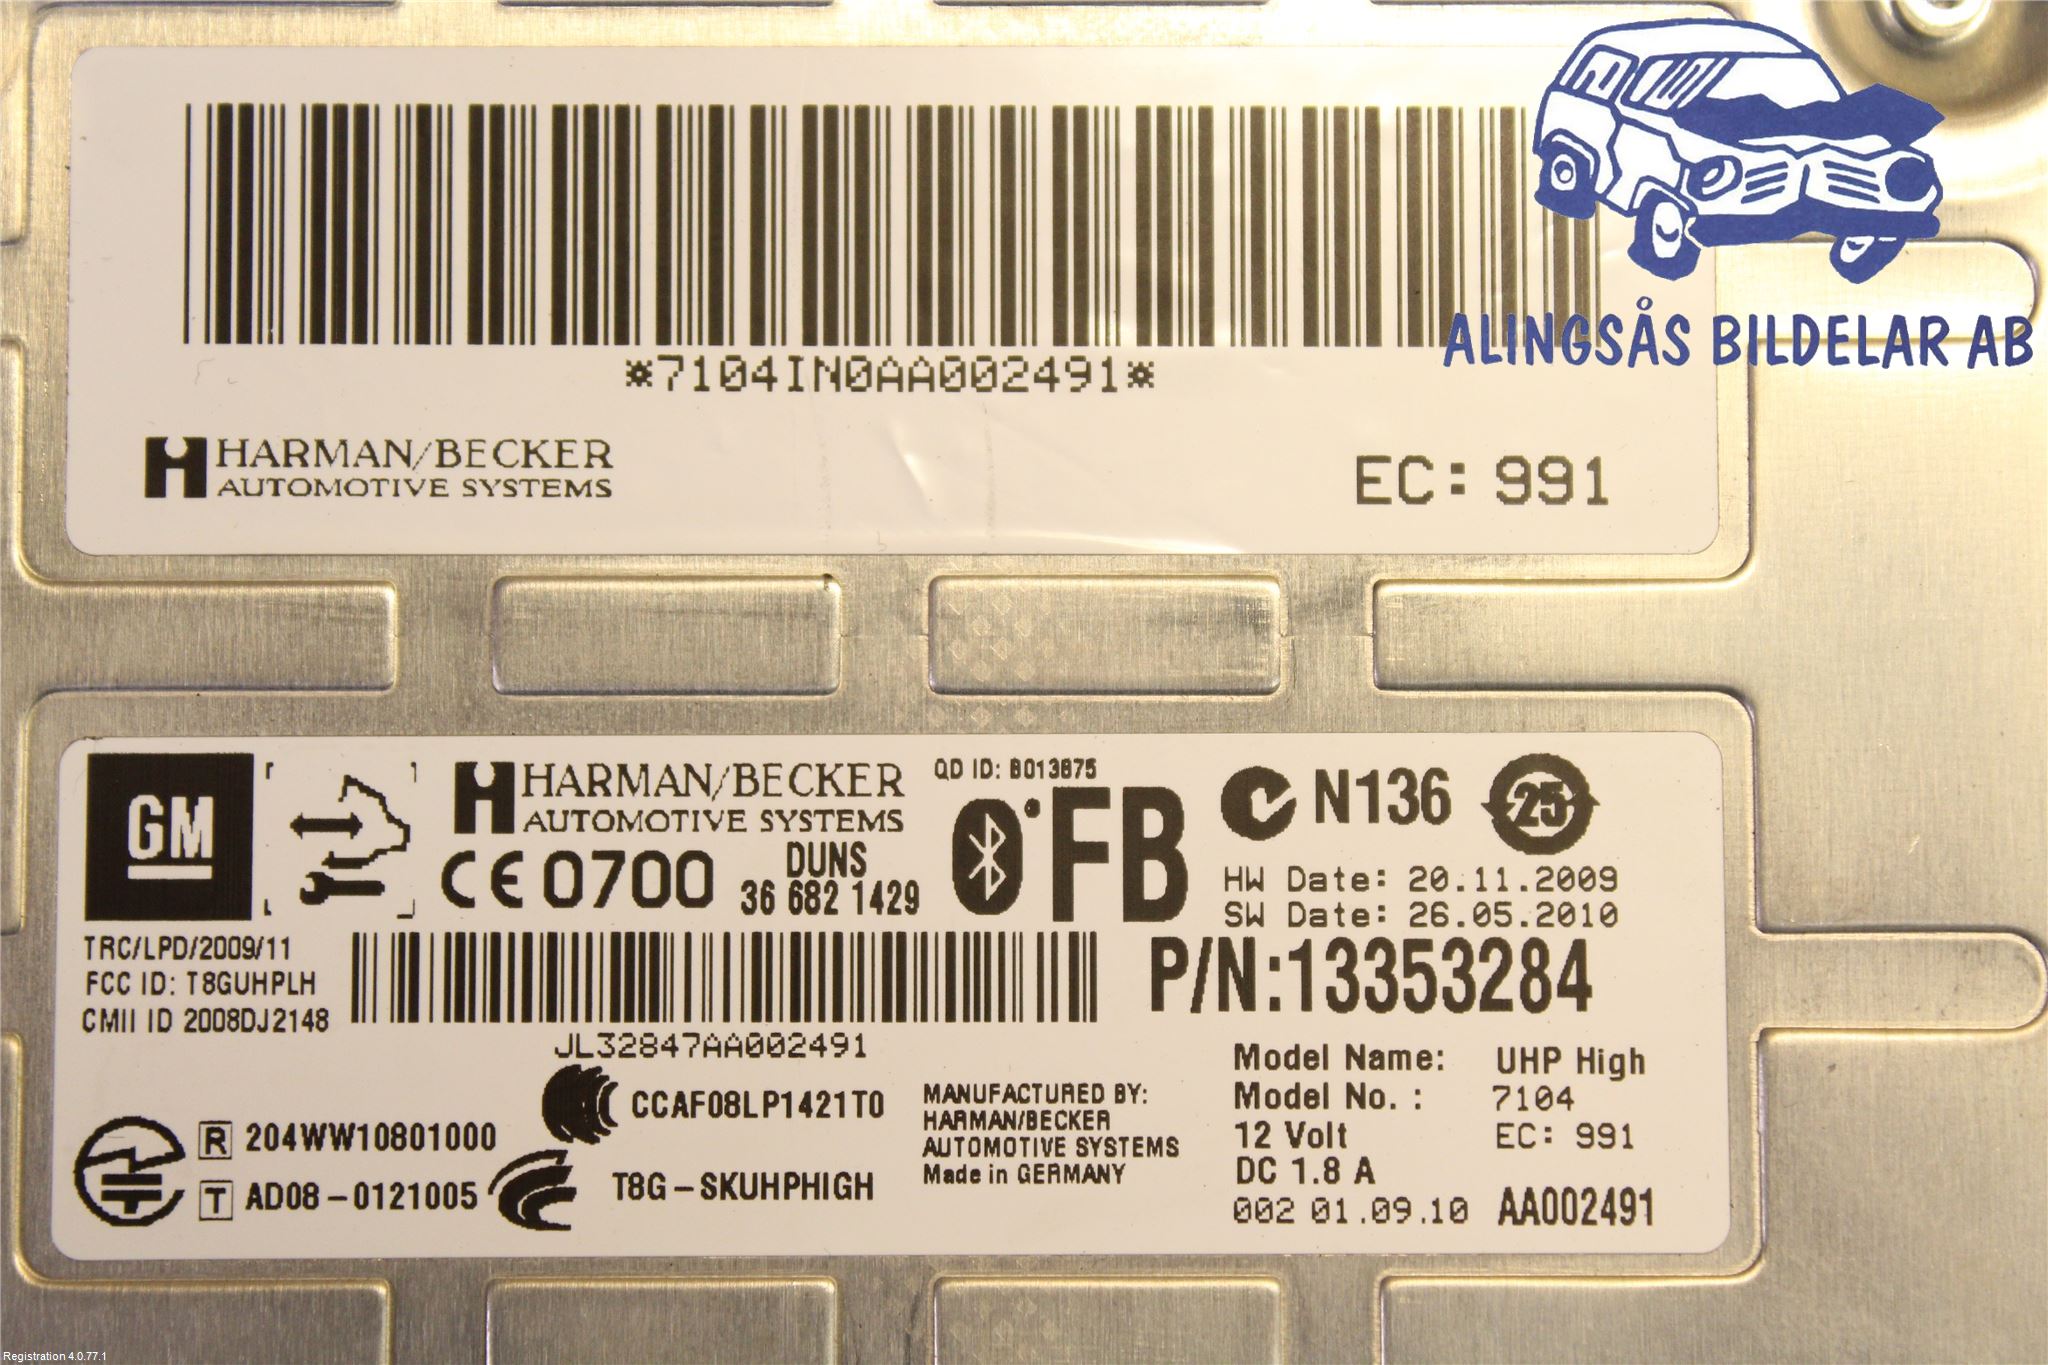 ALINGSÅS BILDELAR AB
*7104IN0AA002491*
HARMAN/BECKER
AUTOMOTIVE SYSTEMS
EC: 991
GM
HARMAN/BECKER
AUTOMOTIVE SYSTEMS
CE 0700
DUNS
36 682 1429
QD ID: B013875
FB
N136
25
HW Date: 20.11.2009
SW Date: 26.05.2010
TRC/LPD/2009/11
FCC ID: T8GUHPLH
CMII ID 2008DJ2148
JL32847AA002491
P/N:13353284
CCAF08LP1421T0
R 204WW10801000
T AD08-0121005
T8G-SKUHPHIGH
MANUFACTURED BY:
HARMAN/BECKER
AUTOMOTIVE SYSTEMS
Made in GERMANY
Model Name: UHP High
Model No. : 7104
12 Volt EC: 991
DC 1.8 A
002 01.09.10 AA002491
Registration 4.0.77.1